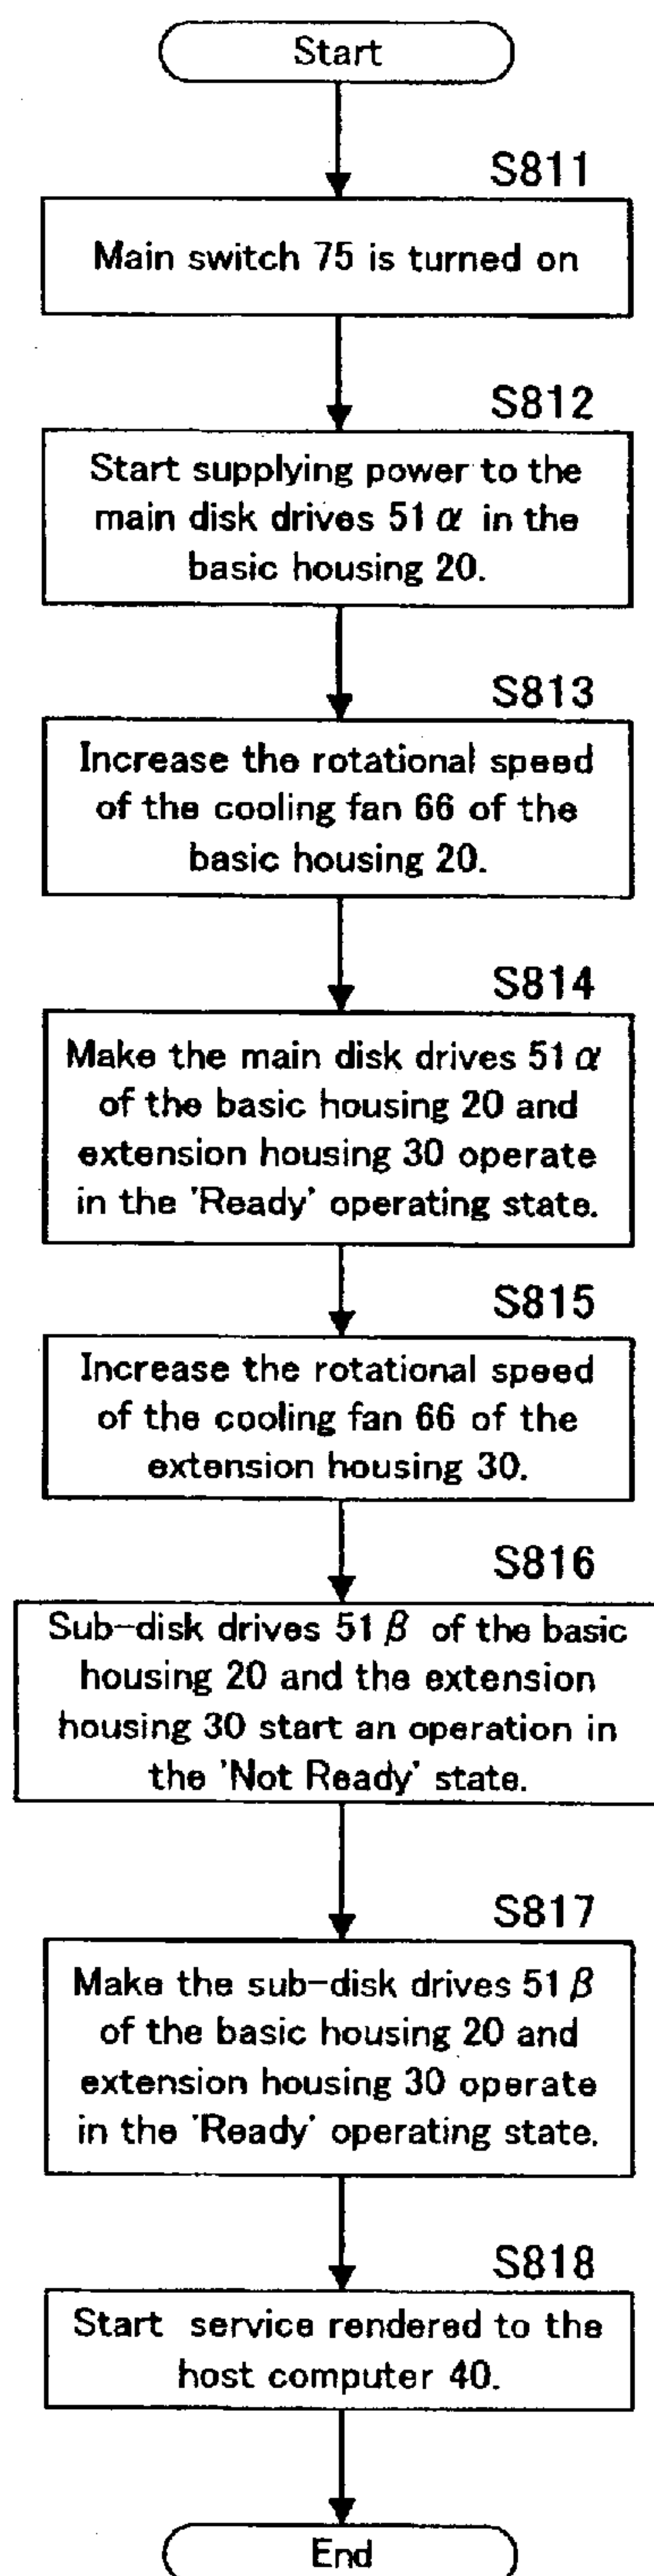 Start
S811
Main switch 75 is turned on
S812
Start supplying power to the
main disk drives 51 α in the
basic housing 20.
S813
Increase the rotational speed
of the cooling fan 66 of the
basic housing 20.
S814
Make the main disk drives 51 α
of the basic housing 20 and
extension housing 30 operate
in the 'Ready' operating state.
S815
Increase the rotational speed
of the cooling fan 66 of the
extension housing 30.
S816
Sub-disk drives 51 β of the basic
housing 20 and the extension
housing 30 start an operation in
the 'Not Ready' state.
S817
Make the sub-disk drives 51 β
of the basic housing 20 and
extension housing 30 operate
in the 'Ready' operating state.
S818
Start service rendered to the
host computer 40.
End